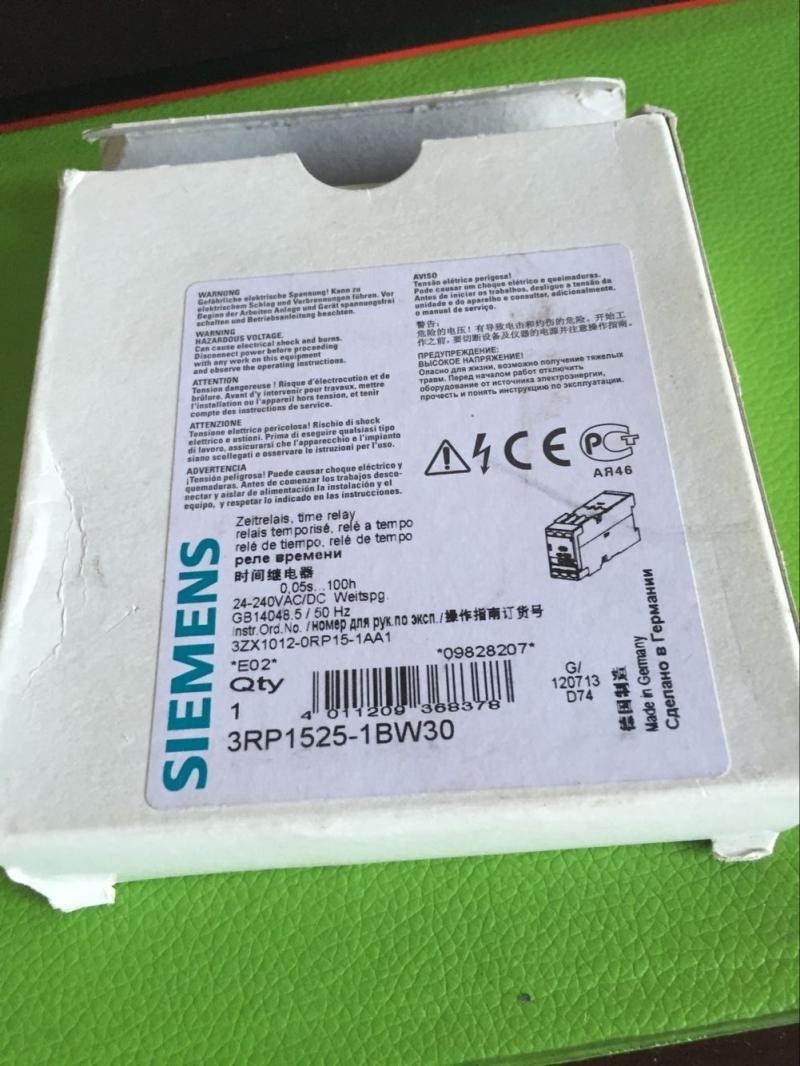 WARNUNG
Gefährliche elektrische Spannung! Kann zu
elektrischem Schlag und Verbrennungen führen. Vor
Beginn der Arbeiten Anlage und Gerät spannungsfrei
schalten und Betriebsanleitung beachten.
WARNING
HAZARDOUS VOLTAGE.
Can cause electrical shock and burns.
Disconnect power before proceeding
with any work on this equipment
and observe the operating instructions.
ATTENTION
Tension dangereuse ! Risque d'électrocution et de
brûlure. Avant d'y intervenir pour travaux, mettre
l'installation ou l'appareil hors tension, et tenir
compte des instructions de service.
ATTENZIONE
Tensione elettrica pericolosa! Rischio di shock
elettrico e ustioni. Prima di eseguire qualsiasi tipo
di lavoro, assicurarsi che l'apparecchio e l'impianto
siano scollegati e osservare le istruzioni per l'uso.
ADVERTENCIA
¡Tensión peligrosa! Puede causar choque eléctrico y
quemaduras. Antes de comenzar los trabajos desco-
nectar y aislar de alimentación la instalación y el
equipo, y respetar lo indicado en las instrucciones.
AVISO
Tensão elétrica perigosa!
Pode causar um choque elétrico e queimaduras.
Antes de iniciar os trabalhos, desligue a tensão da
unidade e do aparelho e consulter, adicionalmente,
o manual de serviço.
警告:
危险的电压!有导致电击和灼伤的危险。开始工
作之前,要切断设备及仪器的电源并注意操作指南。
ПРЕДУПРЕЖДЕНИЕ:
ВЫСОКОЕ НАПРЯЖЕНИЕ!
Опасно для жизни, возможно получение тяжелых
травм. Перед началом работ отключить
оборудование от источника электроэнергии,
прочесть и понять инструкцию по эксплуатации.
CE
РСТ
АЯ46
SIEMENS
Zeitrelais, time relay
relais temporisé, relè a tempo
relé de tiempo, relé de tempo
реле времени
时间继电器
0,05s...100h
24-240VAC/DC Weitspg.
GB14048.5 / 50 Hz
Instr.Ord.No. / номер для рук.по эксп. / 操作指南订货号
3ZX1012-0RP15-1AA1
*E02* *09828207*
Qty
1
4 011209 368378
3RP1525-1BW30
G/
120713
D74
德国制造
Made in Germany
Сделано в Германии